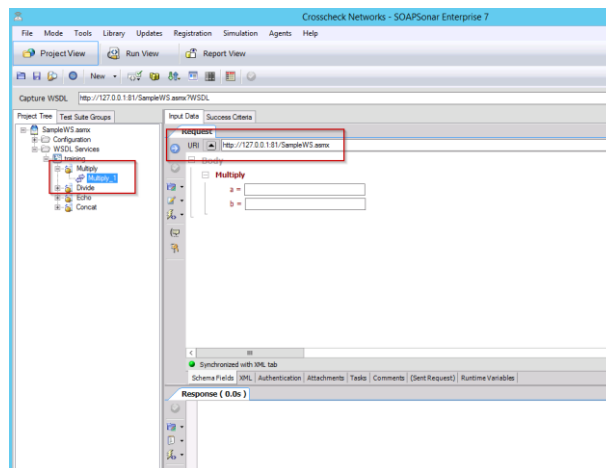 Crosscheck Networks - SOAPSonar Enterprise 7
File Mode Tools Library Updates Registration Simulation Agents Help
Project View Run View Report View
New
Capture WSDL http://127.0.0.1:81/SampleWS.asmx?WSDL
Project Tree Test Suite Groups
Input Data Success Criteria
SampleWS.asmx
Configuration
WSDL Services
training
Multiply
Multiply_1
Divide
Echo
Concat
Request
URI http://127.0.0.1:81/SampleWS.asmx
Body
Multiply
a =
b =
Synchronized with XML tab
Schema Fields XML Authentication Attachments Tasks Comments (Sent Request) Runtime Variables
Response ( 0.0s )